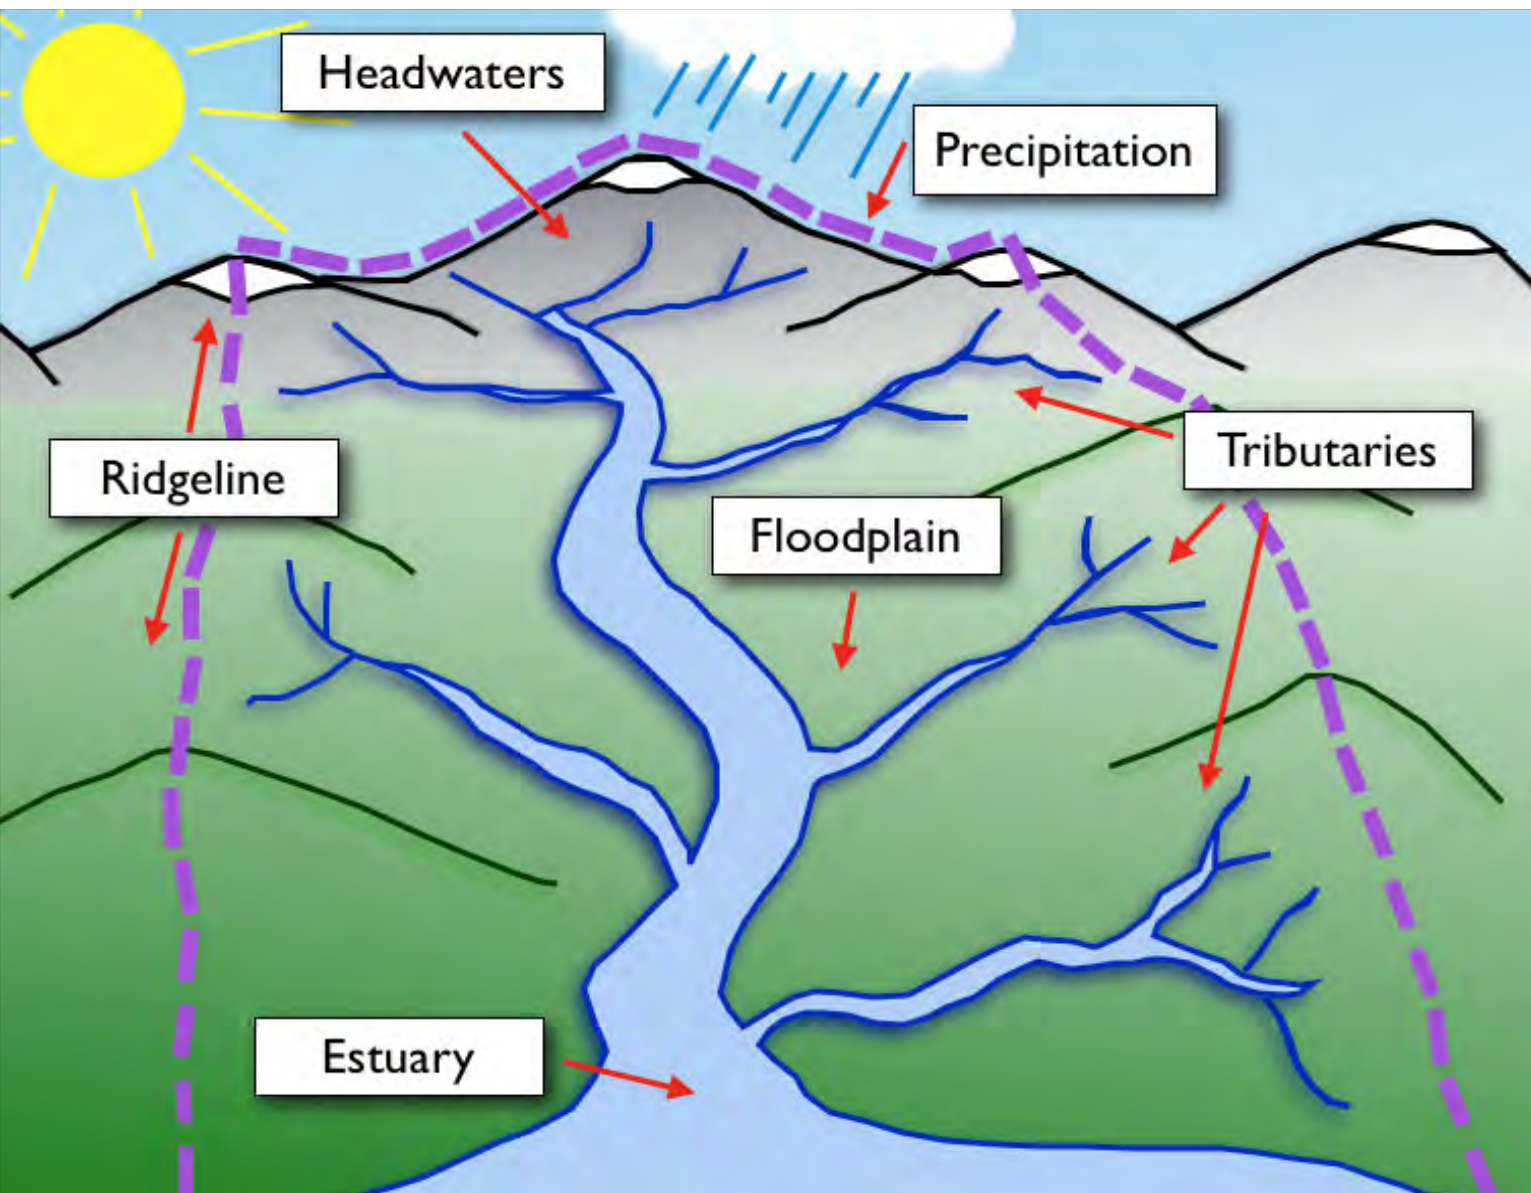 Headwaters
Precipitation
Tributaries
Ridgeline
Floodplain
Estuary